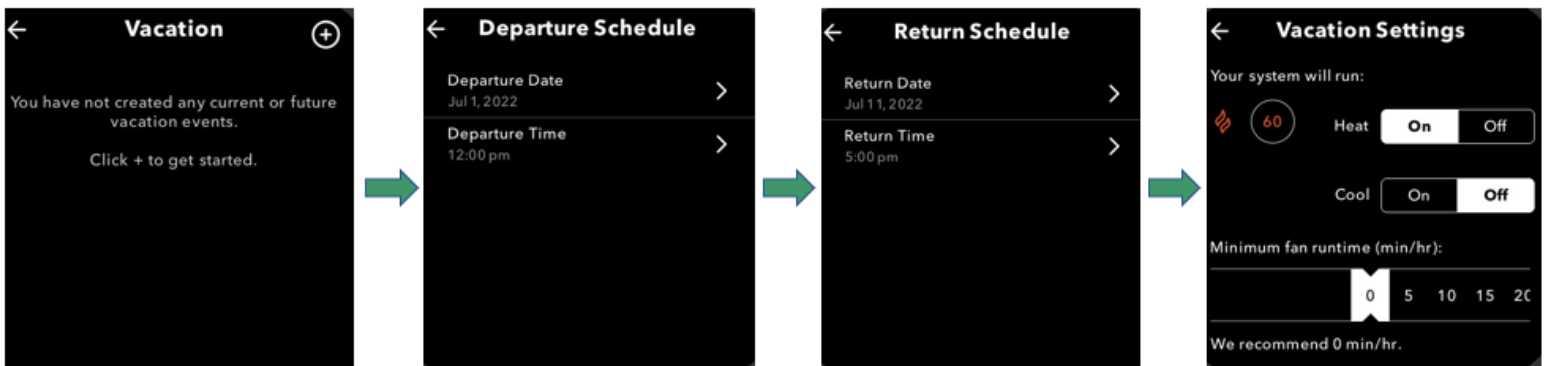 Vacation
You have not created any current or future
vacation events.
Click + to get started.
Departure Schedule
Departure Date
Jul 1, 2022
Departure Time
12:00 pm
Return Schedule
Return Date
Jul 11, 2022
Return Time
5:00 pm
Vacation Settings
Your system will run:
60
Heat On Off
Cool On Off
Minimum fan runtime (min/hr):
0 5 10 15 20
We recommend 0 min/hr.